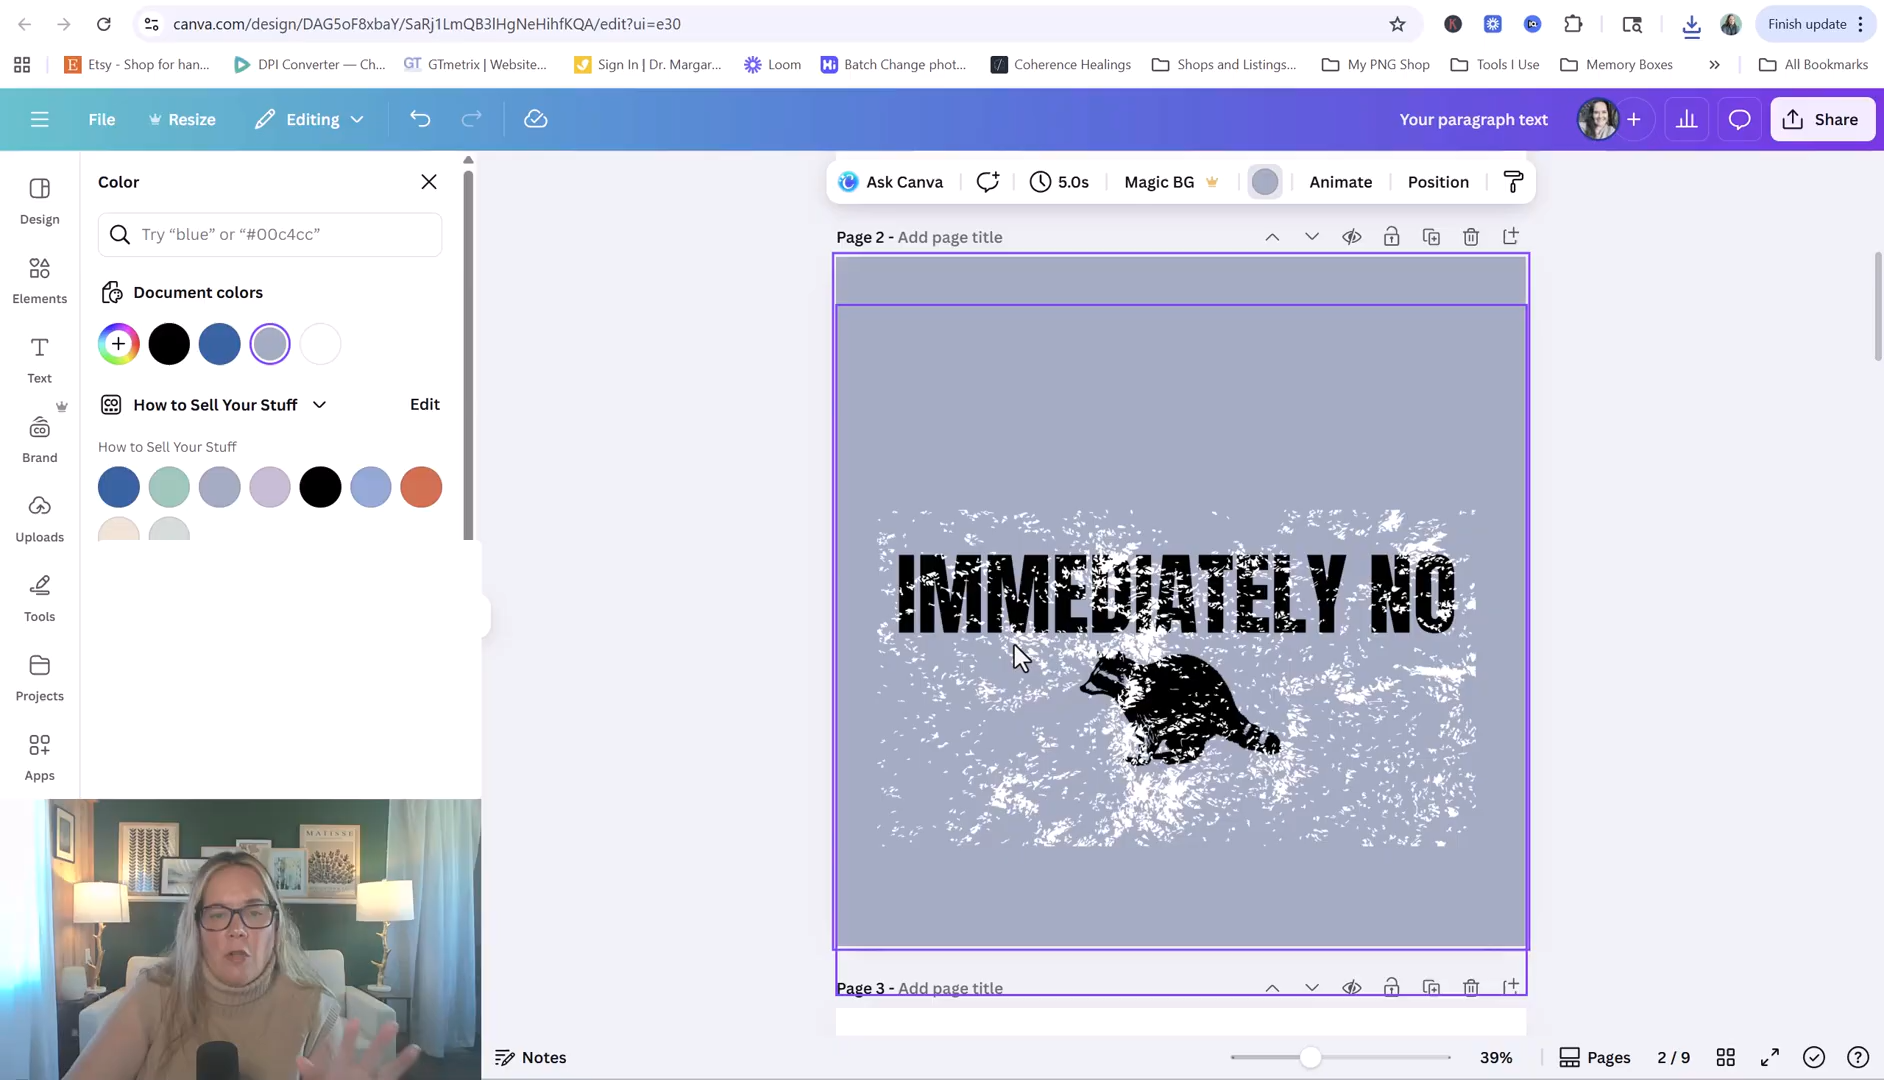 canva.com/design/DAG5oF8xbaY/SaRj1LmQB3lHgNeHihfKQA/edit?ui=e30
Finish update
Etsy - Shop for han...
DPI Converter — Ch...
GTmetrix | Website...
Sign In | Dr. Margar...
Loom
Batch Change phot...
Coherence Healings
Shops and Listings...
My PNG Shop
Tools I Use
Memory Boxes
All Bookmarks
File
Resize
Editing
Your paragraph text
Share
Design
Elements
Text
Brand
Uploads
Tools
Projects
Apps
Color
Try “blue” or “#00c4cc”
Document colors
How to Sell Your Stuff
Edit
How to Sell Your Stuff
Ask Canva
5.0s
Magic BG
Animate
Position
Page 2 - Add page title
IMMEDIATELY NO
Page 3 - Add page title
MATISSE
Notes
39%
Pages
2 / 9